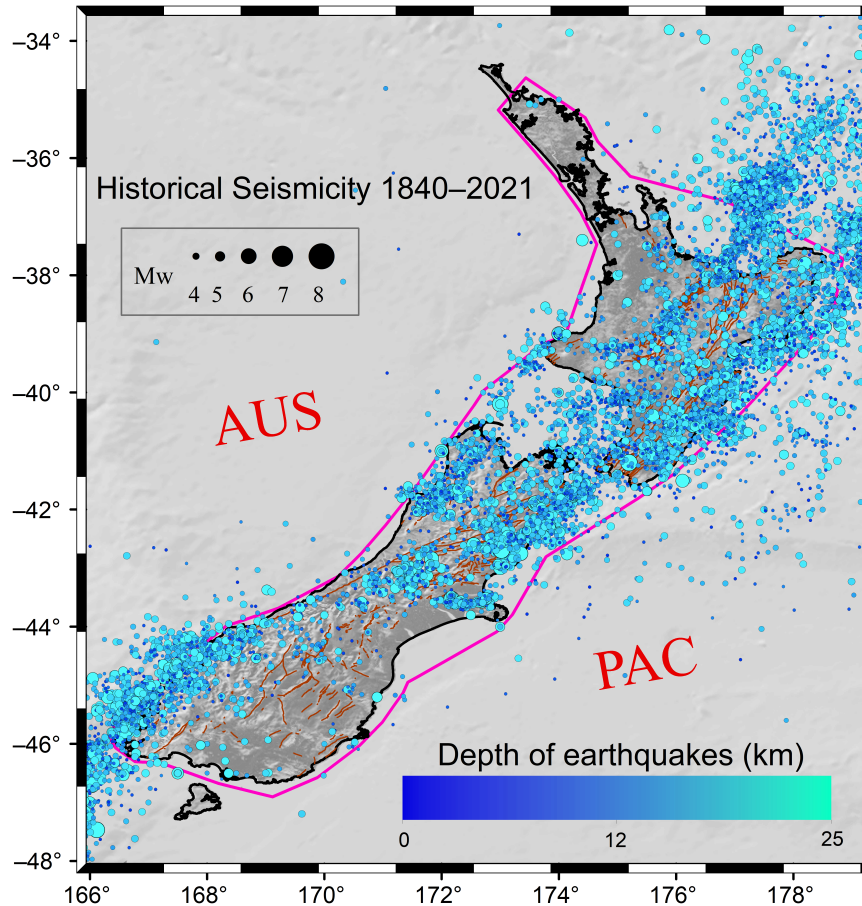 −34°
−36°
Historical Seismicity 1840–2021
Mw
4 5 6 7 8
−38°
−40°
AUS
−42°
−44°
PAC
−46°
Depth of earthquakes (km)
0 12 25
−48°
166° 168° 170° 172° 174° 176° 178°